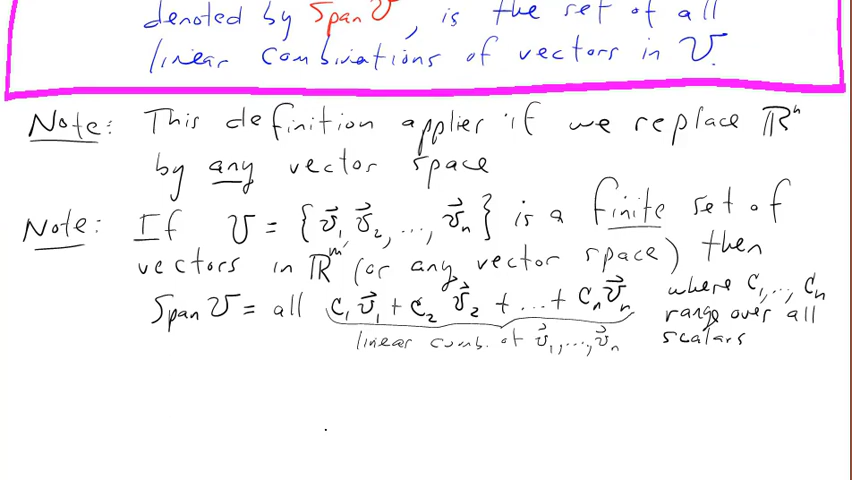 denoted by Span V, is the set of all
linear combinations of vectors in V.
Note: This definition applies if we replace ℝⁿ
by any vector space
Note: If V = {v⃗₁, v⃗₂, ..., v⃗ₙ} is a finite set of
vectors in ℝᵐ (or any vector space) then
Span V = all c₁v⃗₁ + c₂v⃗₂ + ... + cₙv⃗ₙ where c₁,..., cₙ
range over all
linear comb. of v⃗₁,...,v⃗ₙ scalars